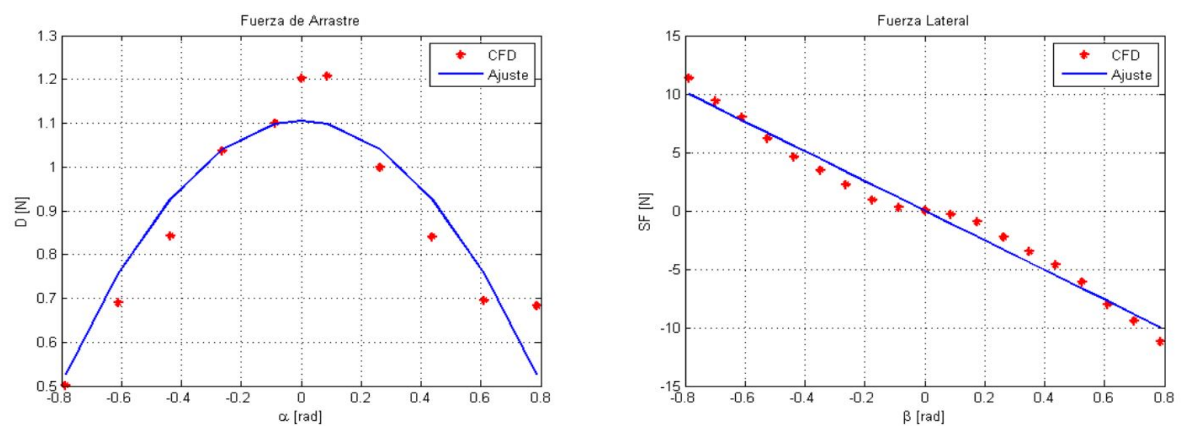 Fuerza de Arrastre
1.3
1.2
1.1
1
0.9
0.8
0.7
0.6
0.5
D [N]
-0.8 -0.6 -0.4 -0.2 0 0.2 0.4 0.6 0.8
α [rad]
CFD
Ajuste
Fuerza Lateral
15
10
5
0
-5
-10
-15
SF [N]
-0.8 -0.6 -0.4 -0.2 0 0.2 0.4 0.6 0.8
β [rad]
CFD
Ajuste